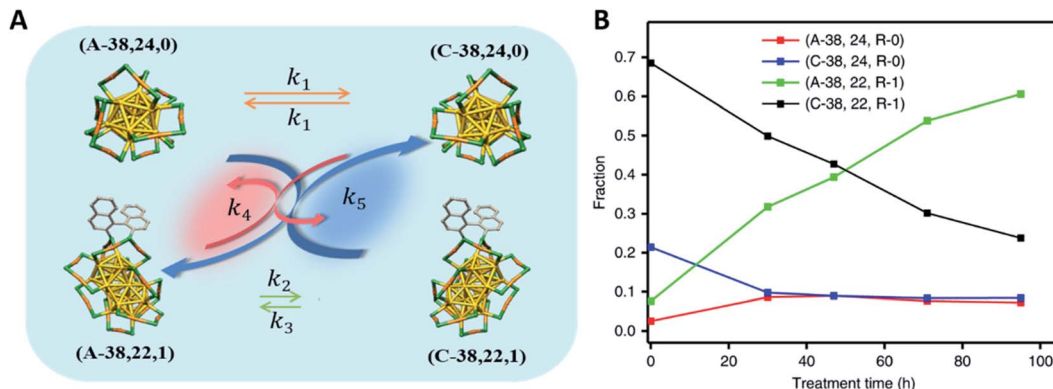 A
(A-38,24,0)
(C-38,24,0)
k₁
k₁
k₄
k₅
k₂
k₃
(A-38,22,1)
(C-38,22,1)
B
(A-38, 24, R-0)
(C-38, 24, R-0)
(A-38, 22, R-1)
(C-38, 22, R-1)
0.7
0.6
0.5
0.4
0.3
0.2
0.1
0.0
Fraction
0 20 40 60 80 100
Treatment time (h)